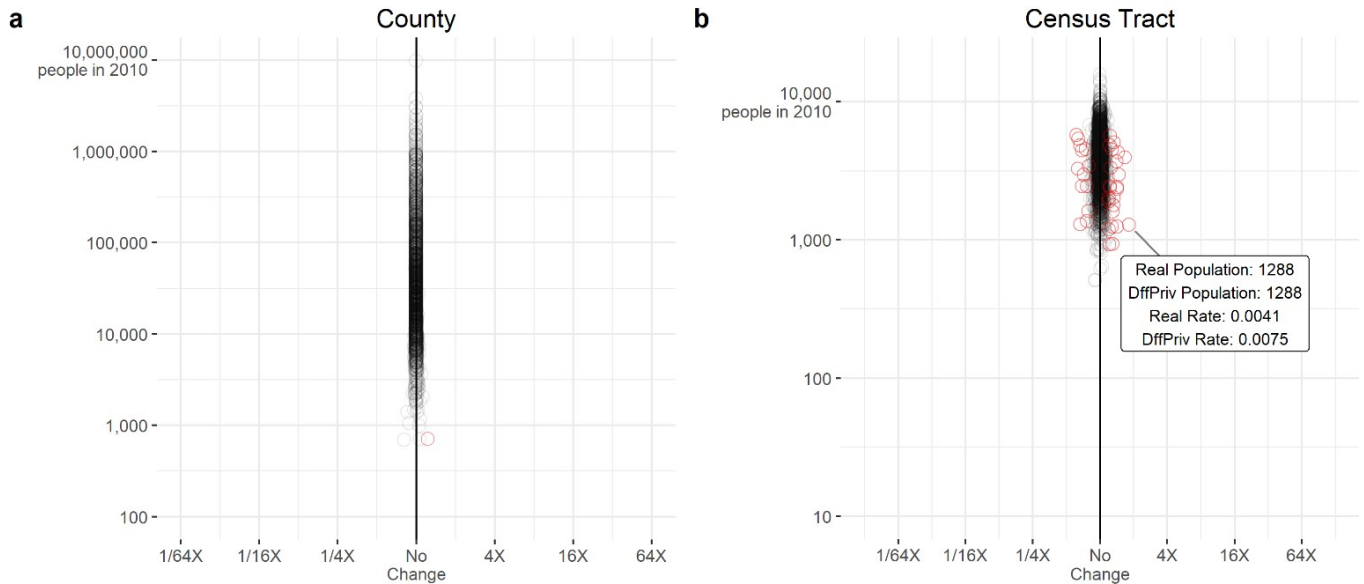 a
County
10,000,000
people in 2010
1,000,000
100,000
10,000
1,000
100
1/64X
1/16X
1/4X
No
Change
4X
16X
64X
b
Census Tract
10,000
people in 2010
1,000
100
10
Real Population: 1288
DffPriv Population: 1288
Real Rate: 0.0041
DffPriv Rate: 0.0075
1/64X
1/16X
1/4X
No
Change
4X
16X
64X